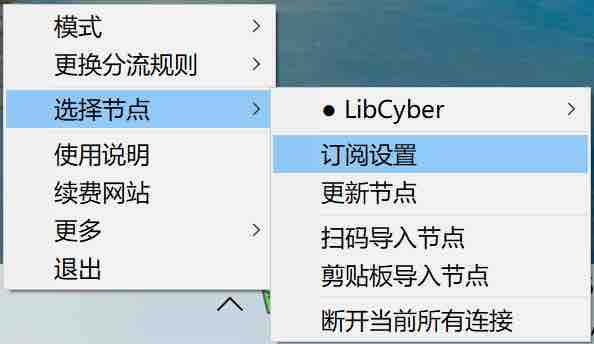 模式
更换分流规则
选择节点
使用说明
续费网站
更多
退出
● LibCyber
订阅设置
更新节点
扫码导入节点
剪贴板导入节点
断开当前所有连接